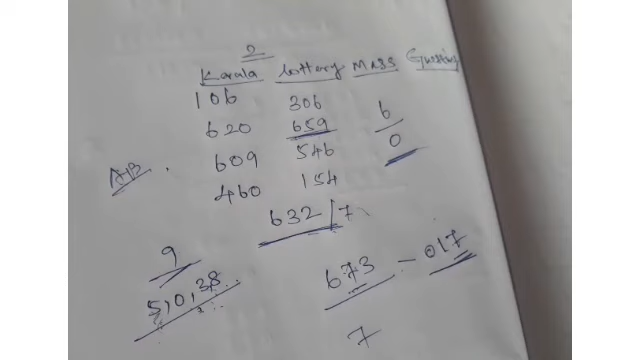 2
Kerala lottery MASS Guessing
106 306
620 659 6
609 546 0
AB.
460 154
632/7
9
673 - 017
5,0,38
7